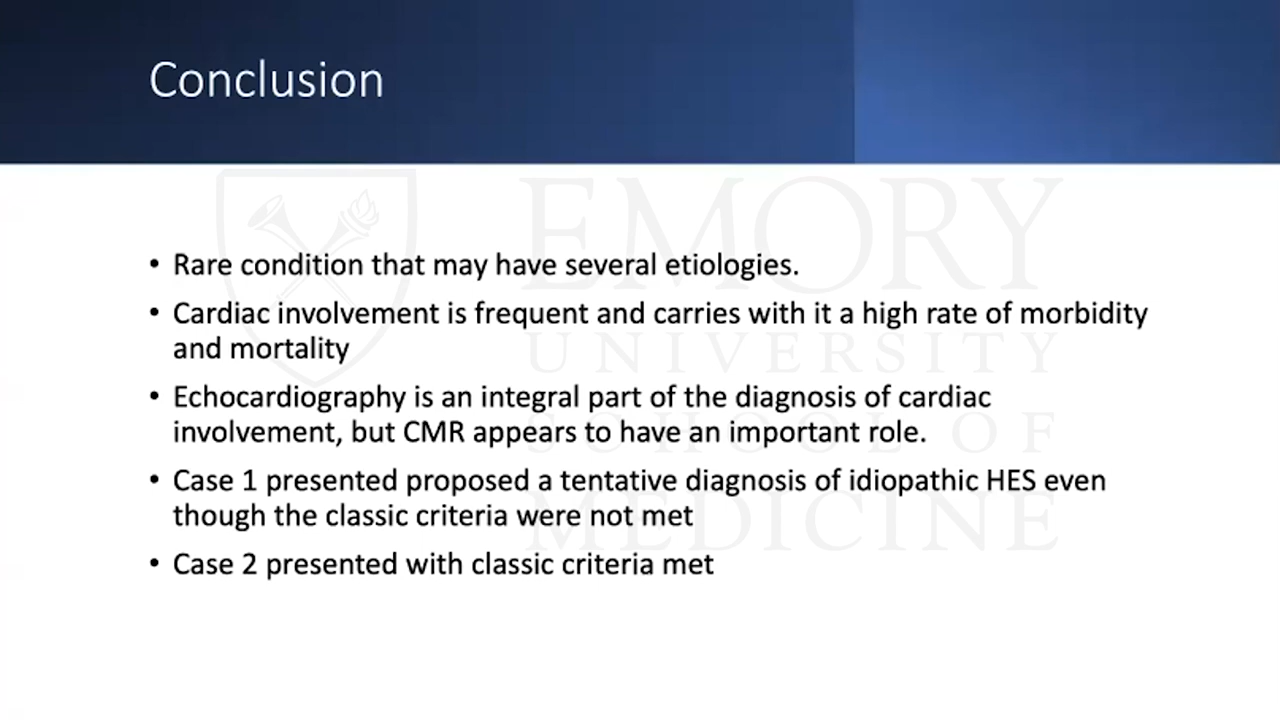 Conclusion
EMORY
UNIVERSITY
SCHOOL OF
MEDICINE
• Rare condition that may have several etiologies.
• Cardiac involvement is frequent and carries with it a high rate of morbidity
and mortality
• Echocardiography is an integral part of the diagnosis of cardiac
involvement, but CMR appears to have an important role.
• Case 1 presented proposed a tentative diagnosis of idiopathic HES even
though the classic criteria were not met
• Case 2 presented with classic criteria met